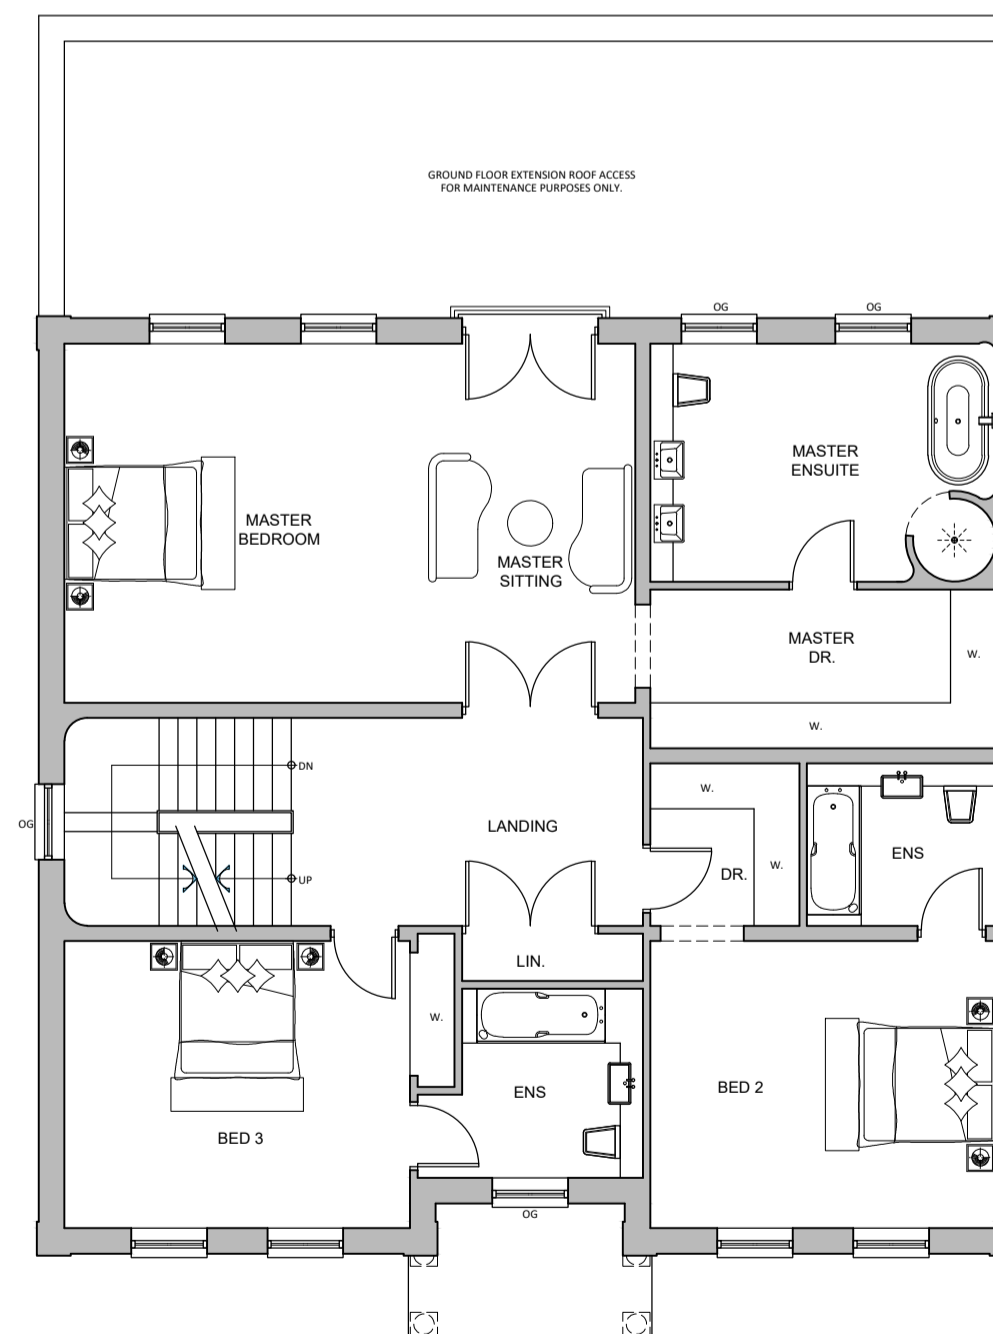 GROUND FLOOR EXTENSION ROOF ACCESS
FOR MAINTENANCE PURPOSES ONLY.
OG
OG
MASTER
ENSUITE
MASTER
BEDROOM
MASTER
SITTING
MASTER
DR.
W.
W.
DN
W.
OG
LANDING
ENS
W.
DR.
UP
LIN.
W.
BED 2
ENS
BED 3
OG